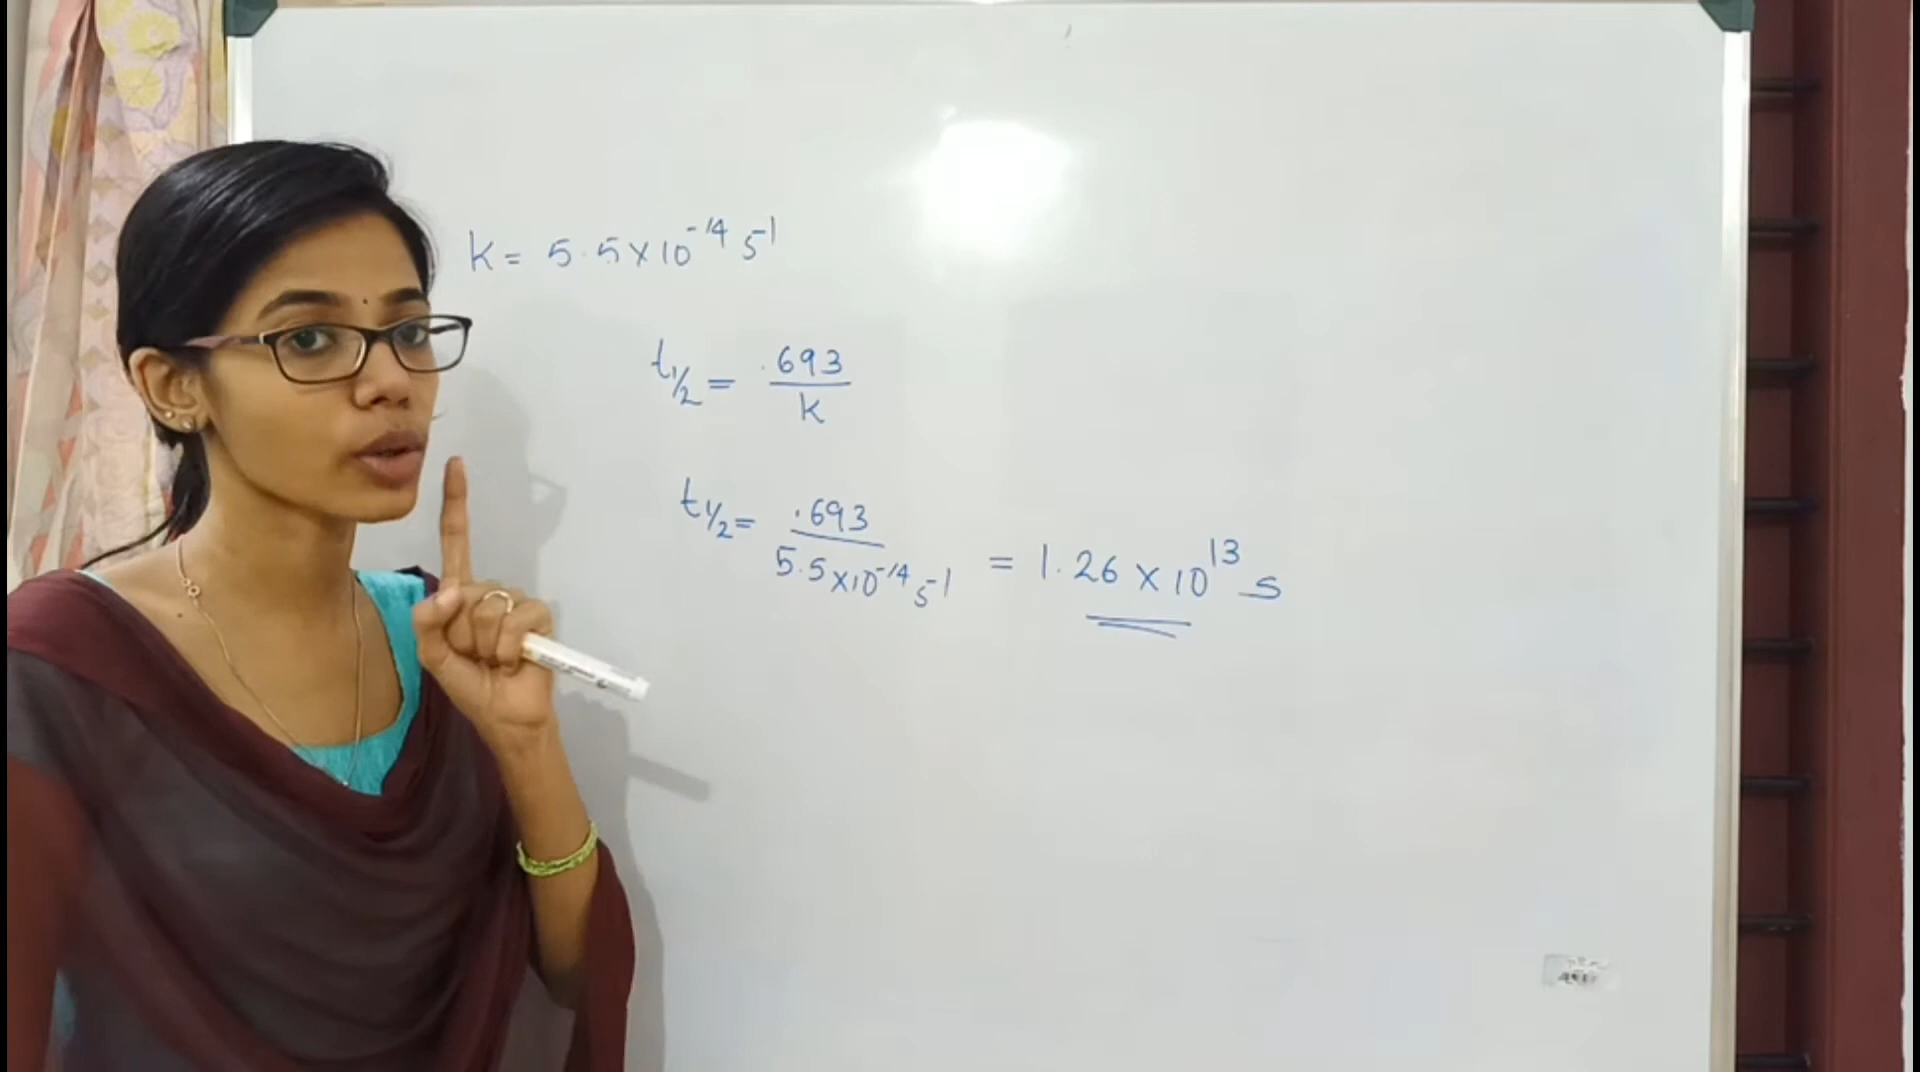 k = 5.5 × 10⁻¹⁴ s⁻¹
t½ = .693 / k
t½ = .693 / 5.5 × 10⁻¹⁴ s⁻¹ = 1.26 × 10¹³ s